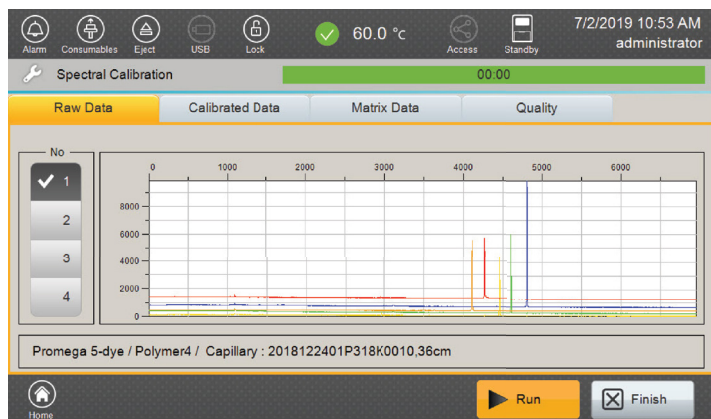 Alarm Consumables Eject USB Lock 60.0 °c Access Standby 7/2/2019 10:53 AM
administrator
Spectral Calibration 00:00
Raw Data Calibrated Data Matrix Data Quality
No
1
2
3
4
0 1000 2000 3000 4000 5000 6000
8000
6000
4000
2000
0
Promega 5-dye / Polymer4 / Capillary : 2018122401P318K0010,36cm
Home Run Finish